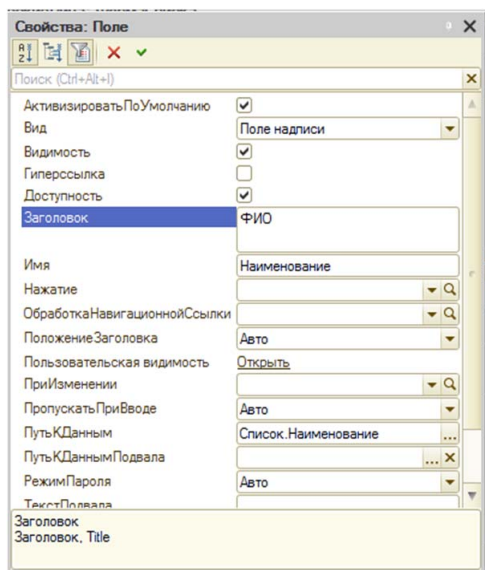 Свойства: Поле
Поиск (Ctrl+Alt+I)
АктивизироватьПоУмолчанию
Вид Поле надписи
Видимость
Гиперссылка
Доступность
Заголовок ФИО
Имя Наименование
Нажатие
ОбработкаНавигационнойСсылки
ПоложениеЗаголовка Авто
Пользовательская видимость Открыть
ПриИзменении
ПропускатьПриВводе Авто
ПутьКДанным Список.Наименование ...
ПутьКДаннымПодвала ...
РежимПароля Авто
ТекстПодвала
Заголовок
Заголовок, Title